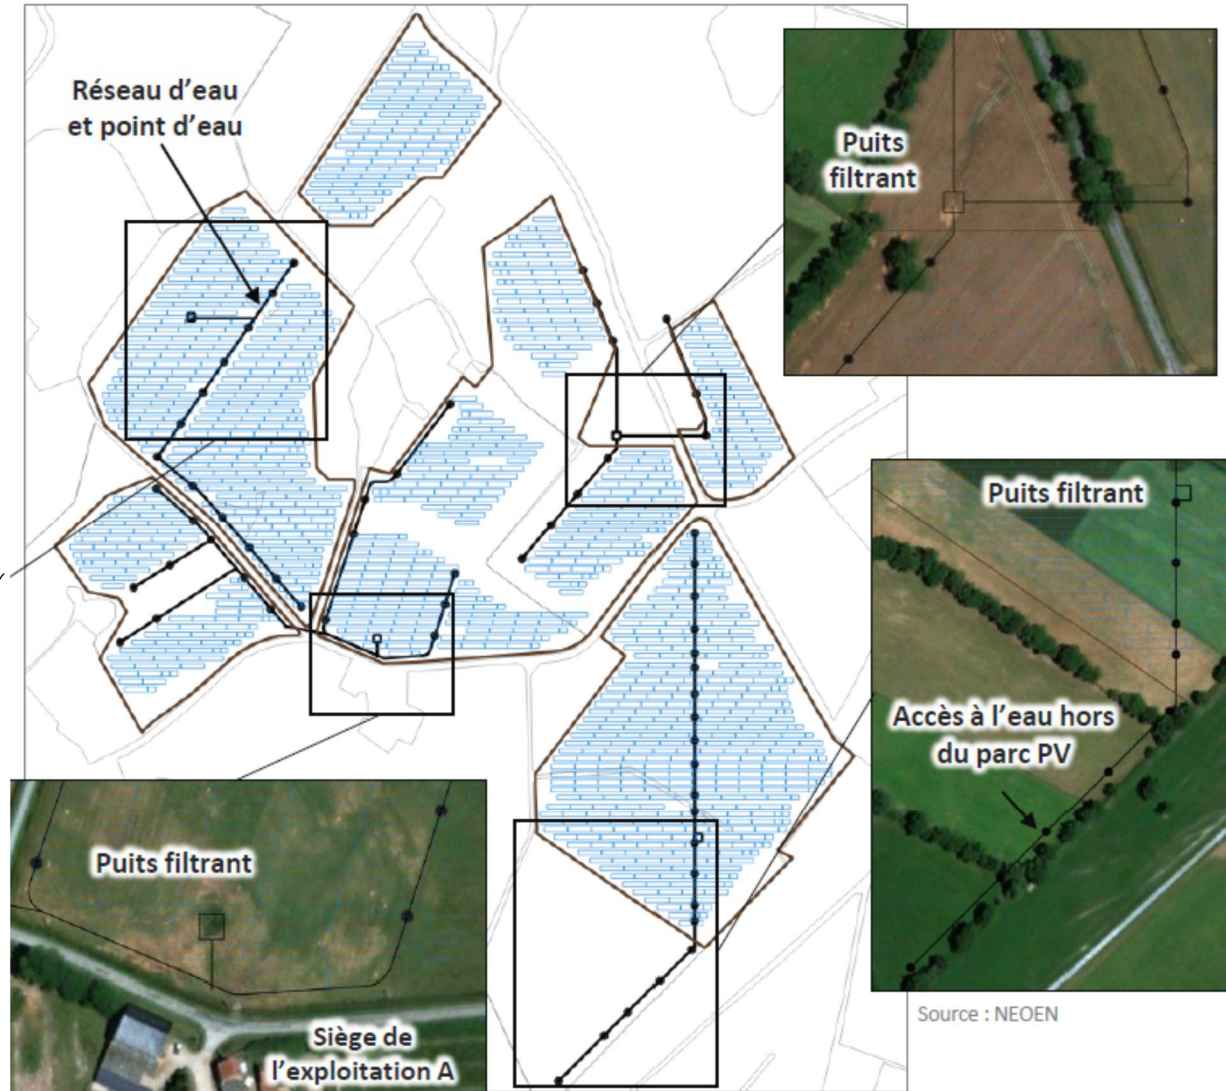 Réseau d'eau
et point d'eau
Puits
filtrant
Puits filtrant
Accès à l'eau hors
du parc PV
Puits filtrant
Siège de
l'exploitation A
Source : NEOEN